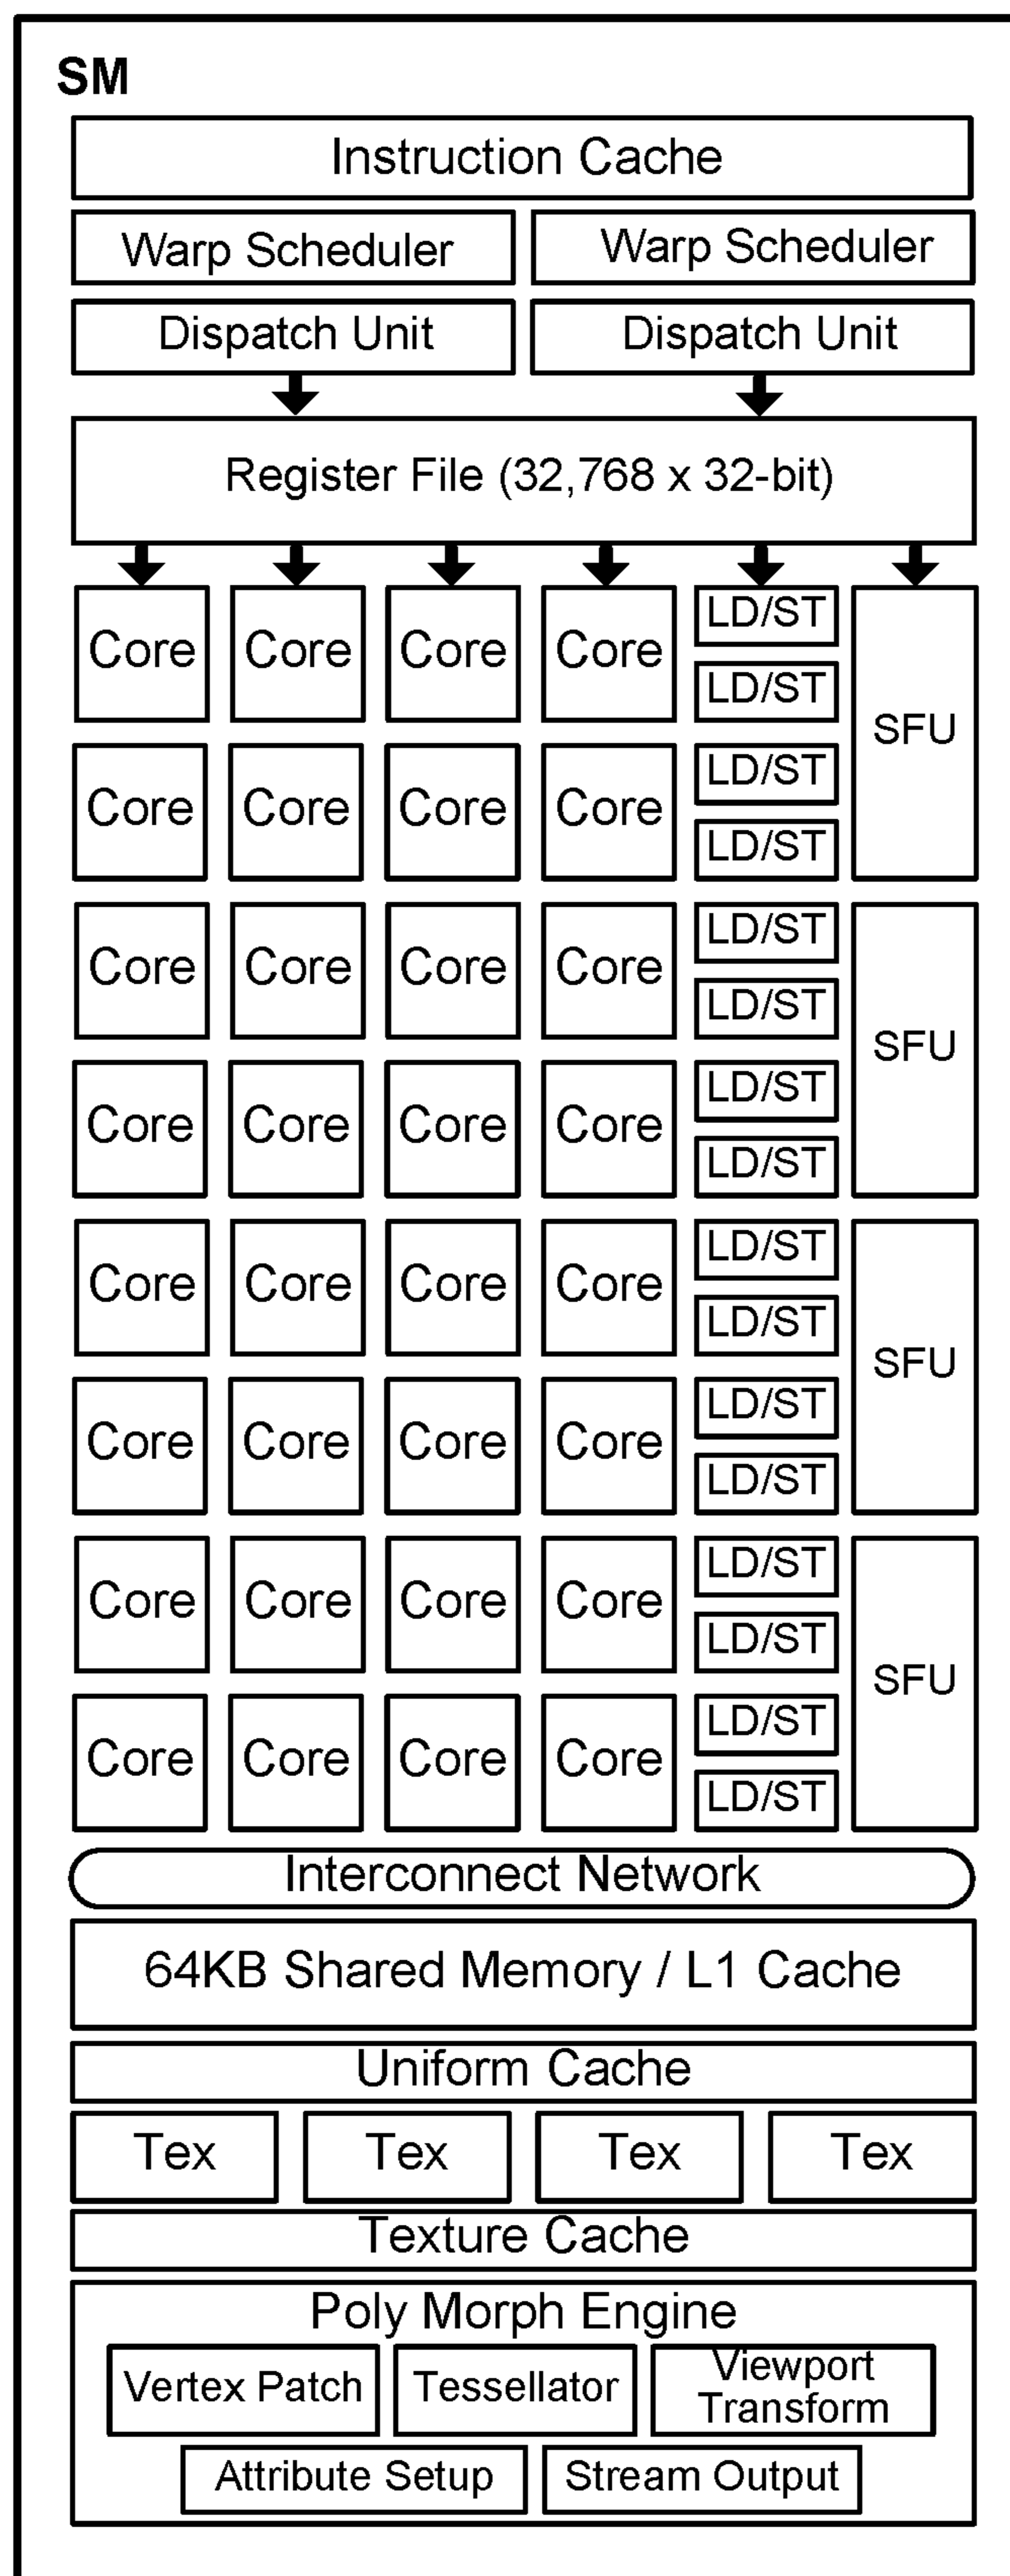 SM
Instruction Cache
Warp Scheduler Warp Scheduler
Dispatch Unit Dispatch Unit
Register File (32,768 x 32-bit)
Core Core Core Core LD/ST
LD/ST
SFU
Core Core Core Core LD/ST
LD/ST
Core Core Core Core LD/ST
LD/ST
SFU
Core Core Core Core LD/ST
LD/ST
Core Core Core Core LD/ST
LD/ST
SFU
Core Core Core Core LD/ST
LD/ST
Core Core Core Core LD/ST
LD/ST
SFU
Core Core Core Core LD/ST
LD/ST
Interconnect Network
64KB Shared Memory / L1 Cache
Uniform Cache
Tex Tex Tex Tex
Texture Cache
Poly Morph Engine
Vertex Patch Tessellator Viewport
Transform
Attribute Setup Stream Output